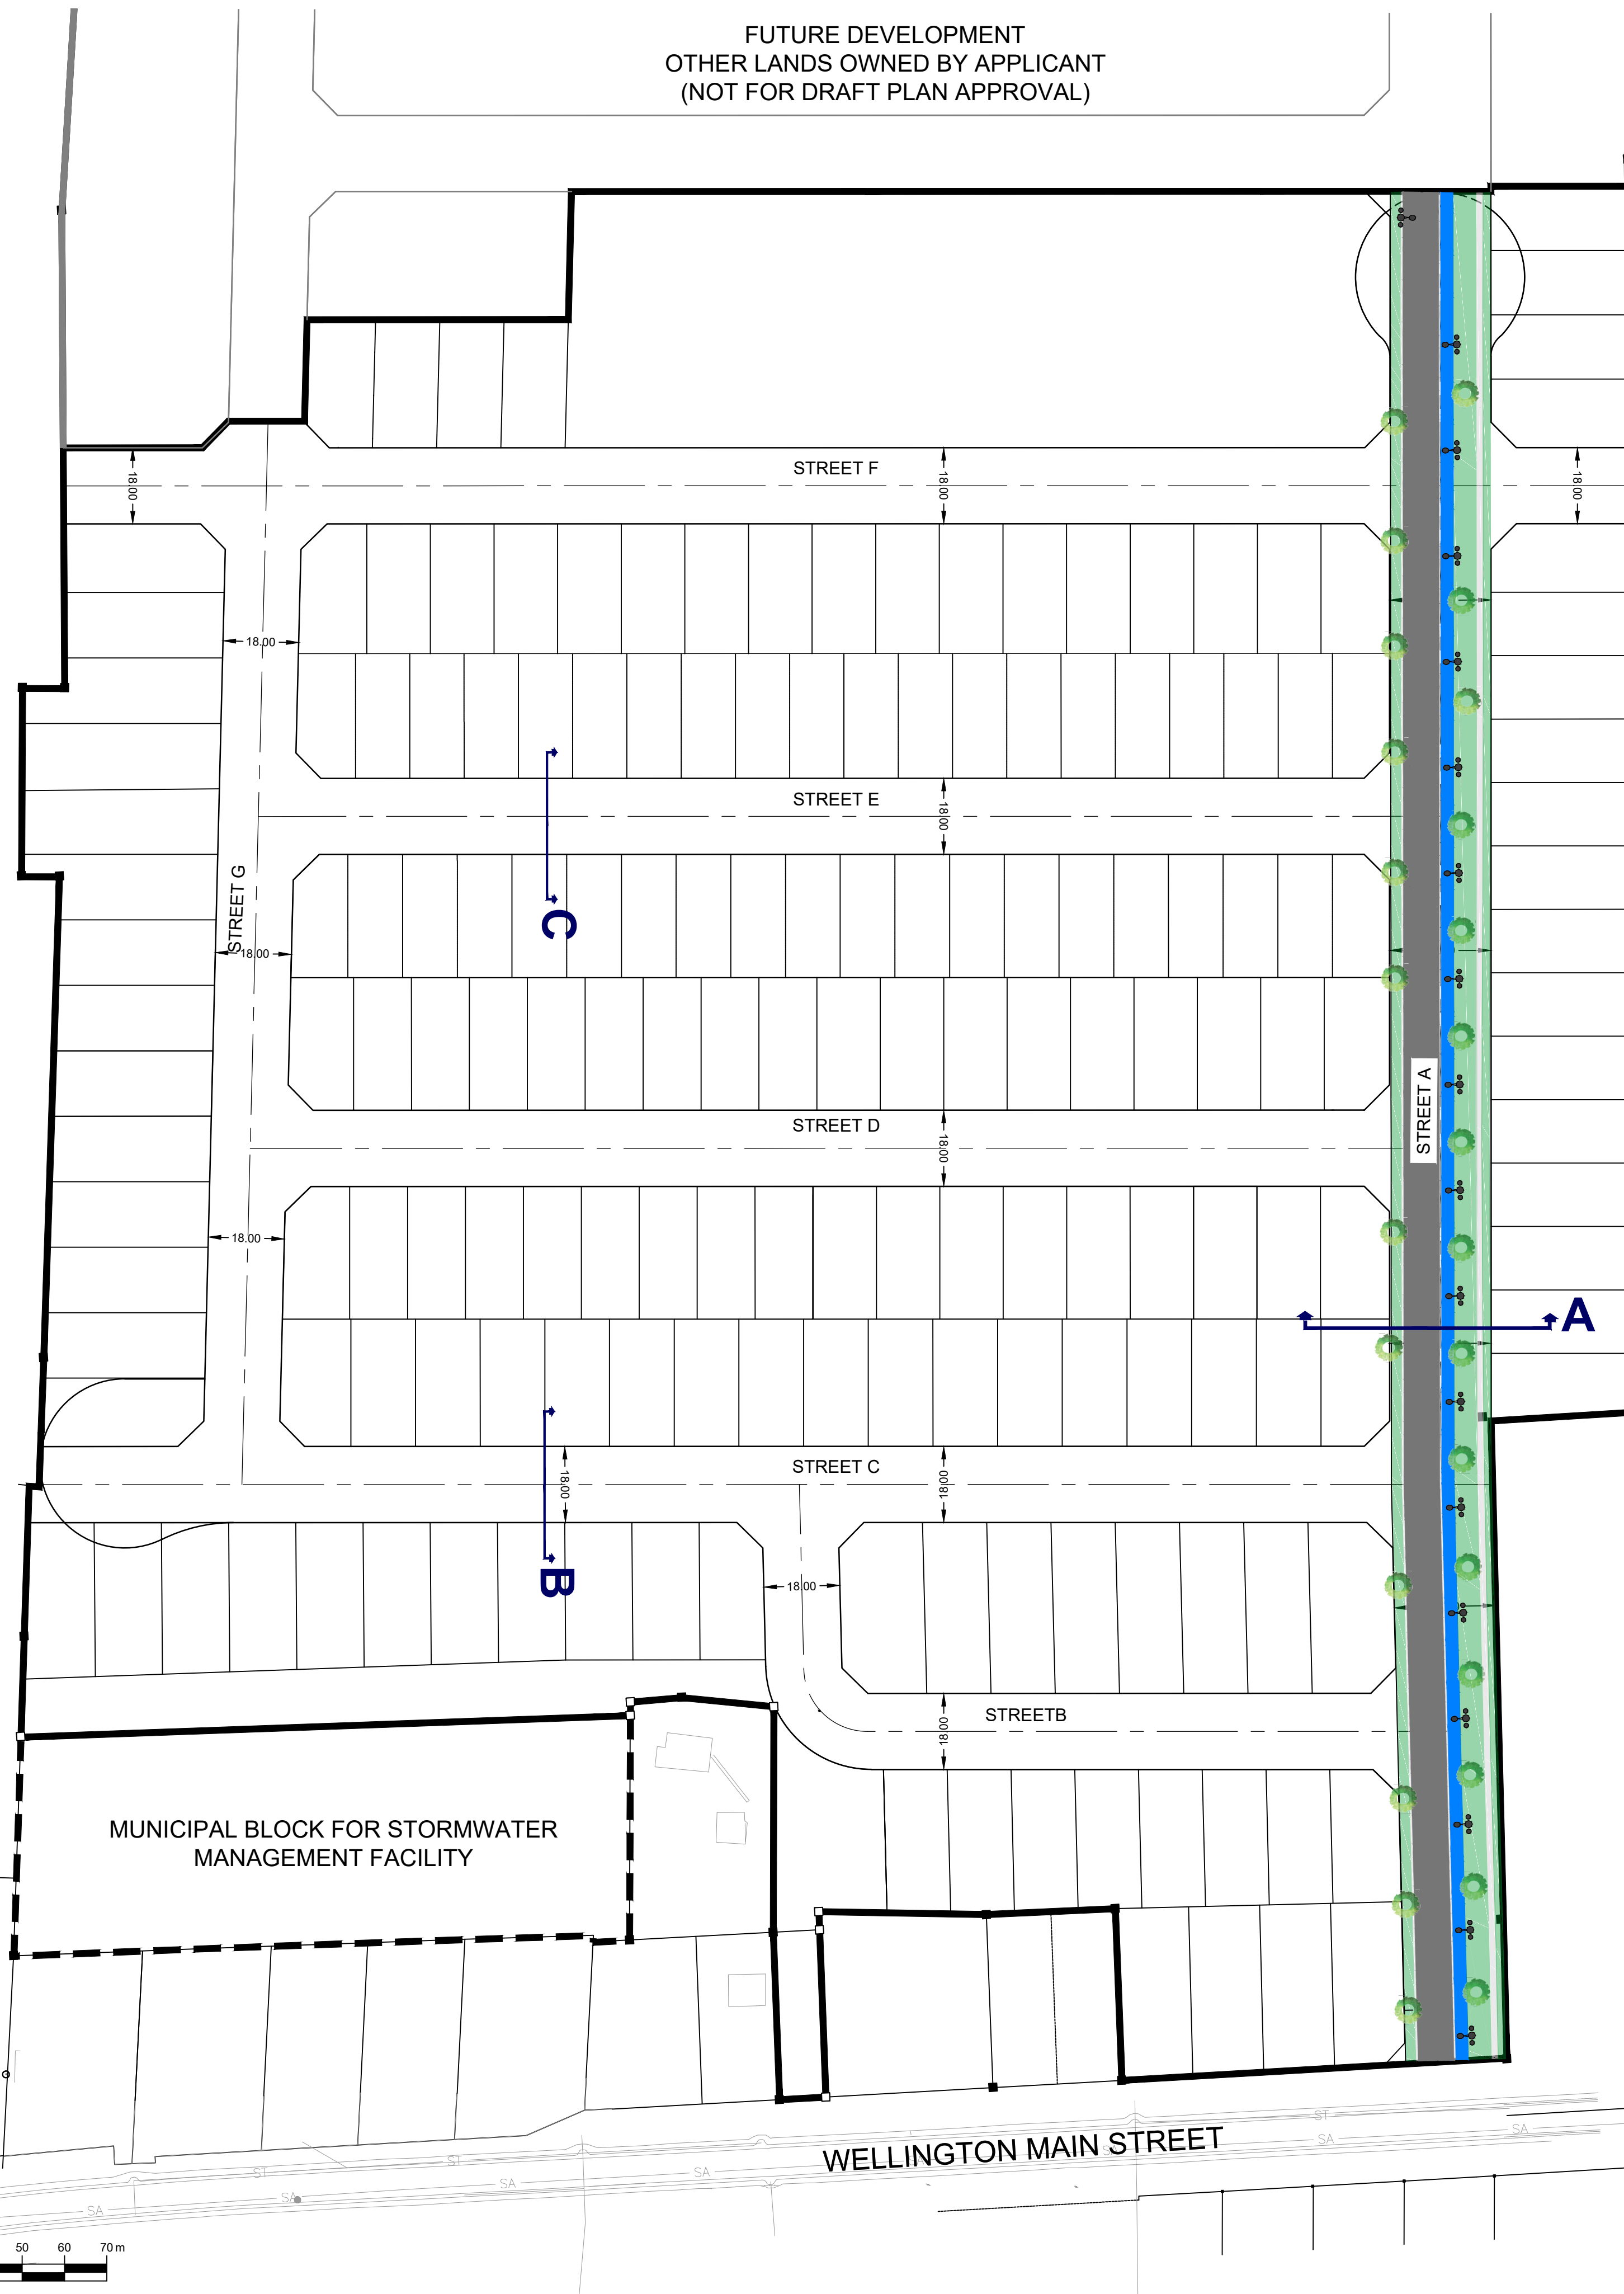 FUTURE DEVELOPMENT
OTHER LANDS OWNED BY APPLICANT
(NOT FOR DRAFT PLAN APPROVAL)
STREET F
18.00
18.00
18.00
18.00
STREET E
18.00
STREET G
18.00
C
STREET A
STREET D
18.00
18.00
A
STREET C
18.00
18.00
B
18.00
STREETB
18.00
MUNICIPAL BLOCK FOR STORMWATER
MANAGEMENT FACILITY
WELLINGTON MAIN STREET
ST
ST
ST
SA
SA
SA
SA
SA
SA
50 60 70 m